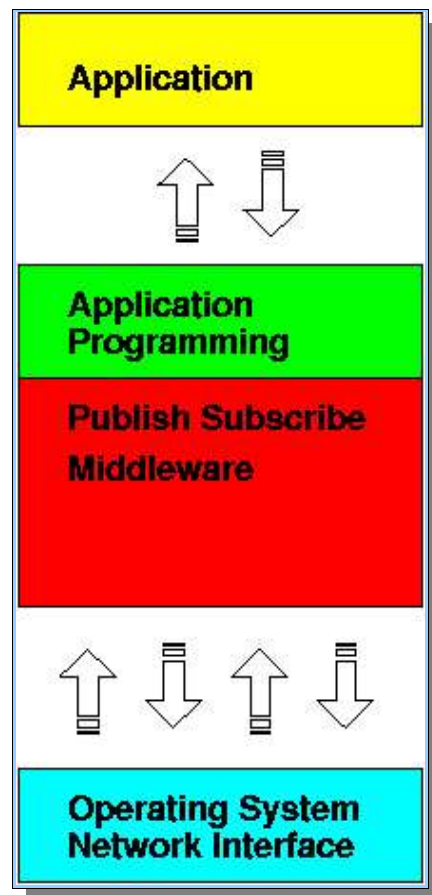 Application
Application
Programming
Publish Subscribe
Middleware
Operating System
Network Interface